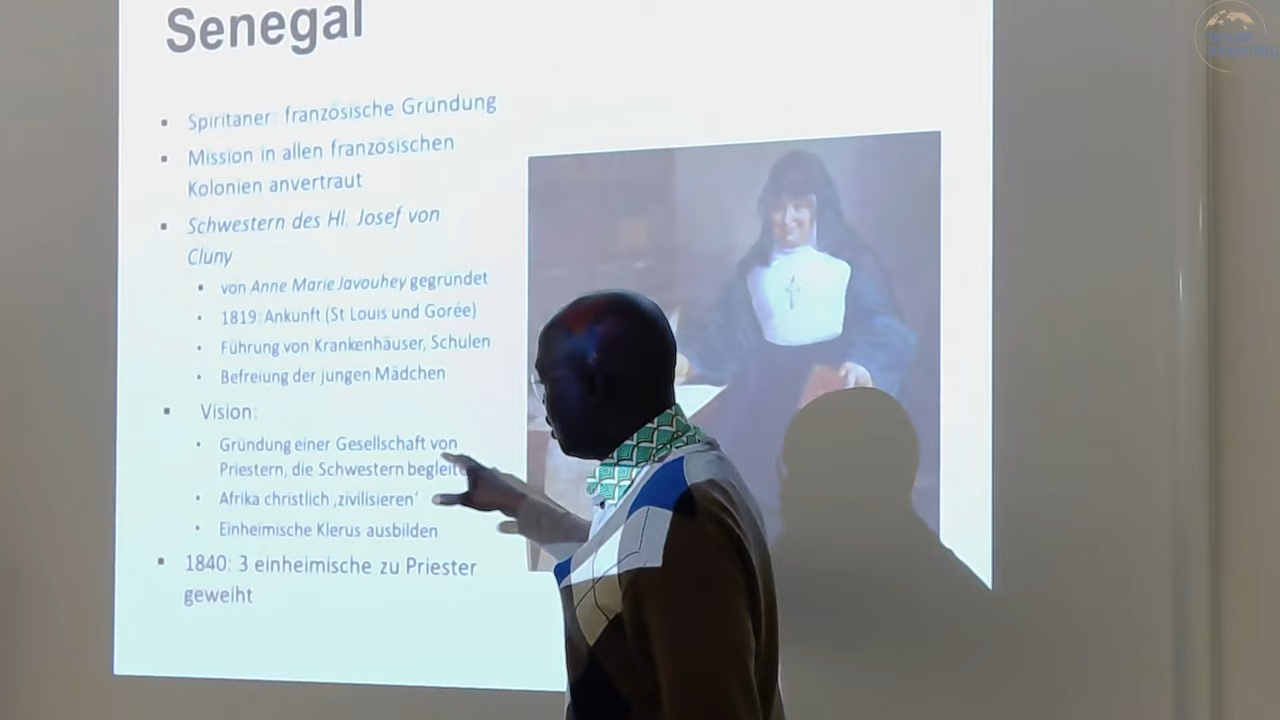 Senegal
Spiritaner: französische Gründung
Mission in allen französischen
Kolonien anvertraut
Schwestern des Hl. Josef von
Cluny
von Anne Marie Javouhey gegründet
1819: Ankunft (St Louis und Gorée)
Führung von Krankenhäuser, Schulen
Befreiung der jungen Mädchen
Vision:
Gründung einer Gesellschaft von
Priestern, die Schwestern begleite
Afrika christlich ‚zivilisieren'
Einheimische Klerus ausbilden
1840: 3 einheimische zu Priester
geweiht